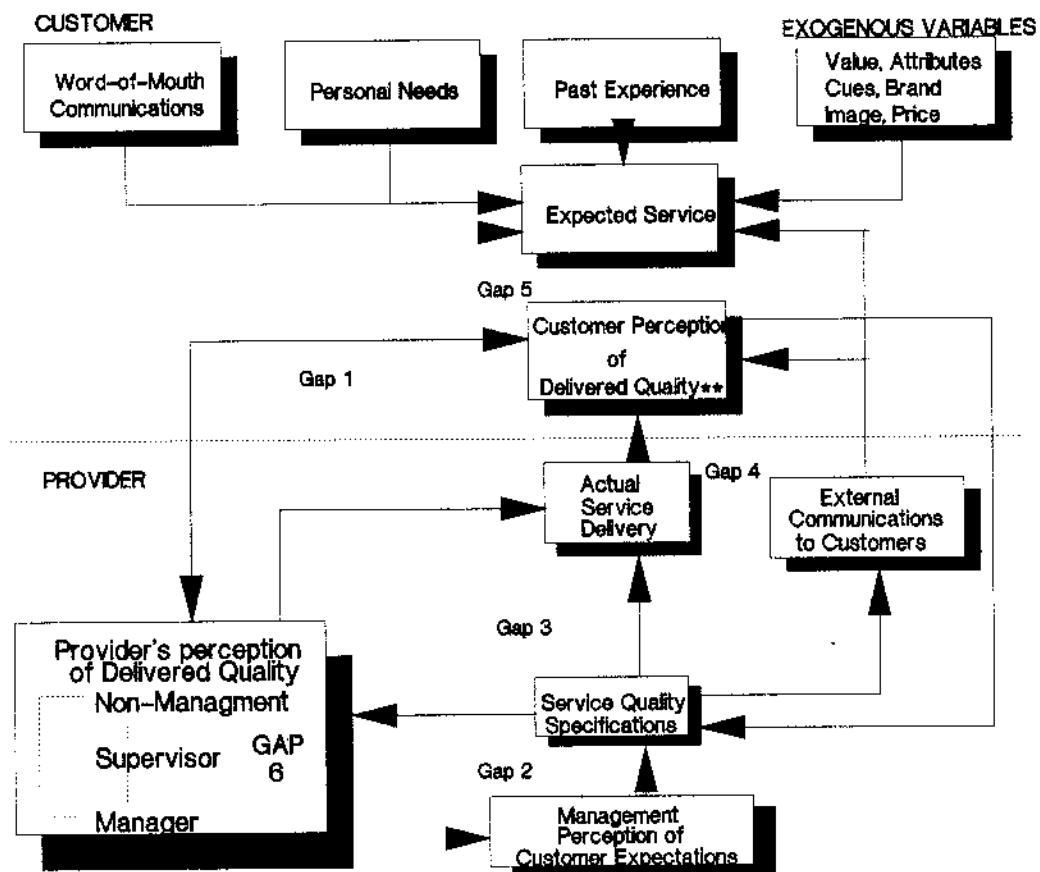 CUSTOMER
EXOGENOUS VARIABLES
Word-of-Mouth
Communications
Personal Needs
Past Experience
Value, Attributes
Cues, Brand
Image, Price
Expected Service
Gap 5
Customer Perception
of
Delivered Quality**
Gap 1
PROVIDER
Actual
Service
Delivery
Gap 4
External
Communications
to Customers
Gap 3
Provider's perception
of Delivered Quality
Non-Managment
Supervisor
GAP
6
Manager
Service Quality
Specifications
Gap 2
Management
Perception of
Customer Expectations